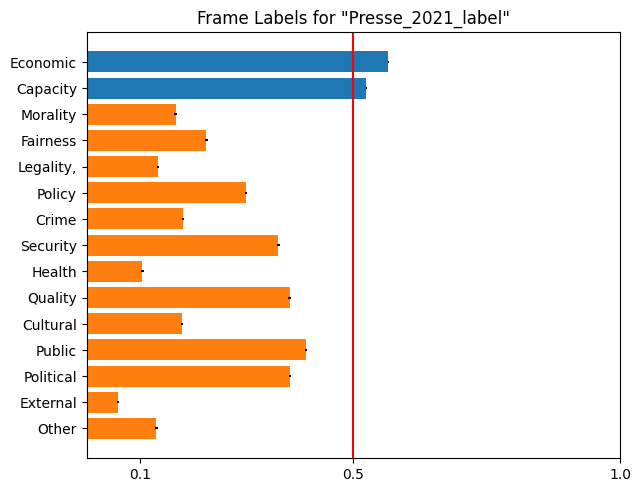 Frame Labels for "Presse_2021_label"
Economic
Capacity
Morality
Fairness
Legality,
Policy
Crime
Security
Health
Quality
Cultural
Public
Political
External
Other
0.1 0.5 1.0